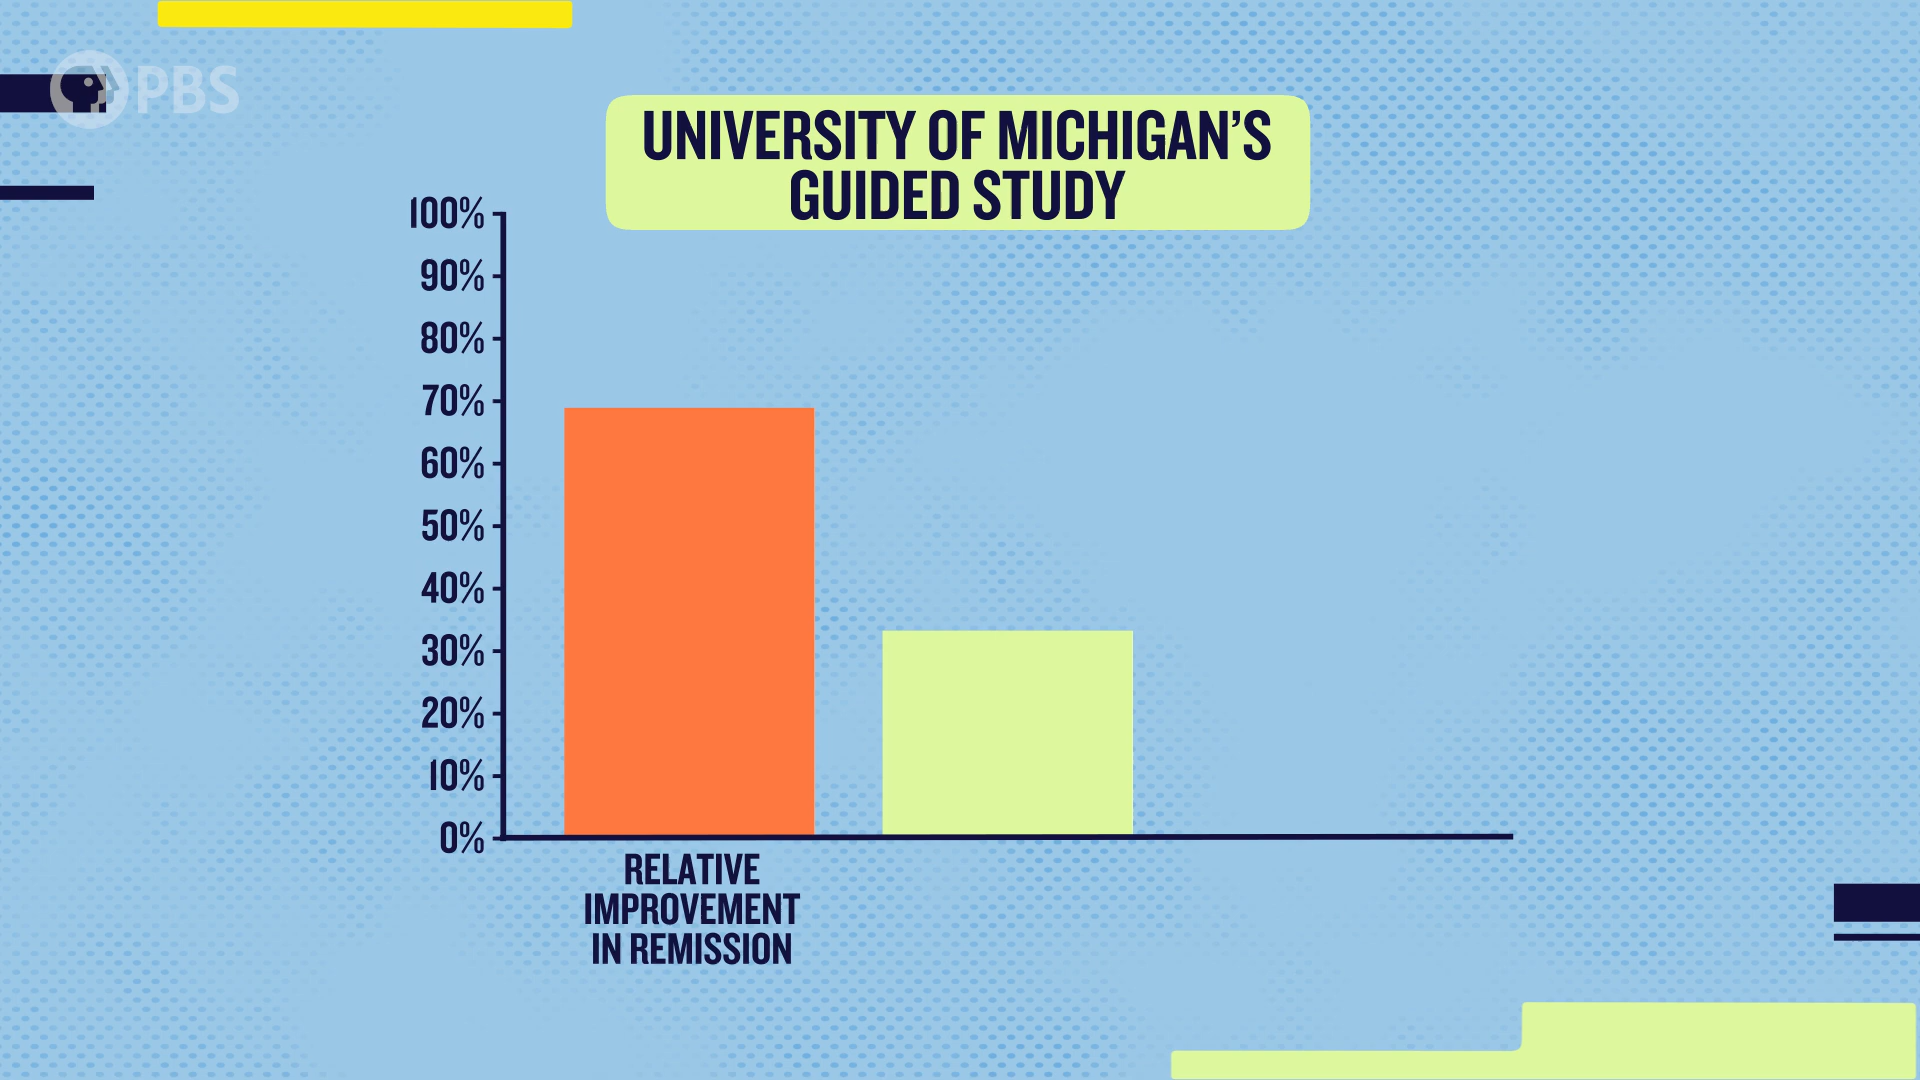 PBS
UNIVERSITY OF MICHIGAN'S
GUIDED STUDY
100%
90%
80%
70%
60%
50%
40%
30%
20%
10%
0%
RELATIVE
IMPROVEMENT
IN REMISSION